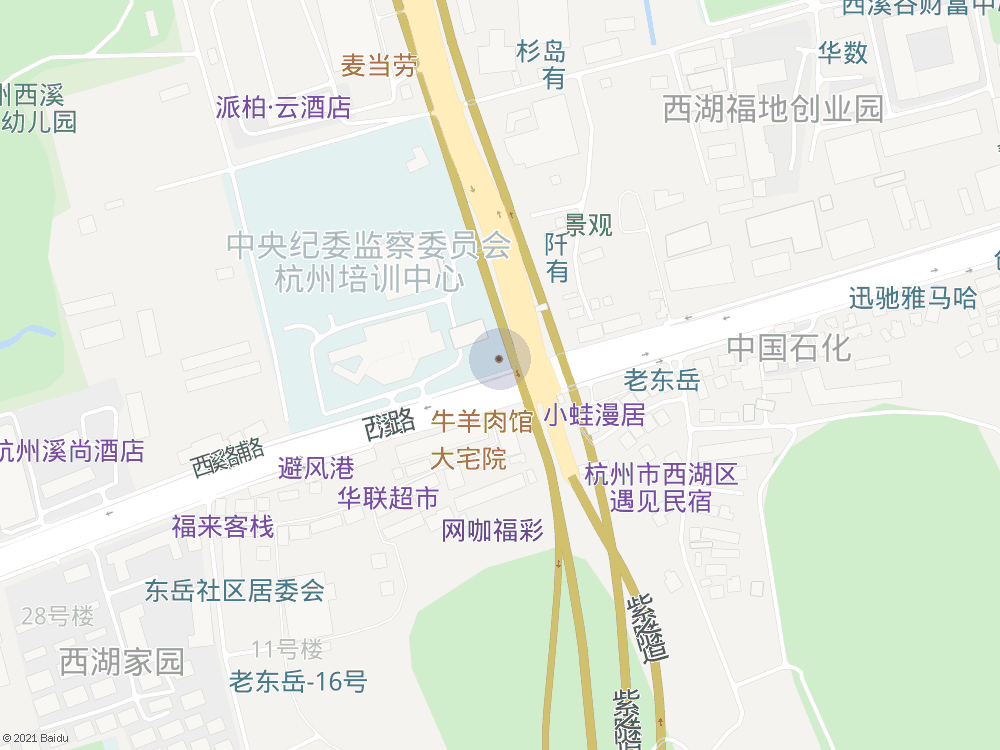 西溪谷财富中心
杉岛
有
华数
麦当劳
州西溪
幼儿园
派柏·云酒店
西湖福地创业园
景观
阡
有
中央纪委监察委员会
杭州培训中心
迅驰雅马哈
中国石化
老东岳
西溪路
牛羊肉馆
小蛙漫居
大宅院
杭州溪尚酒店
西溪路辅路
避风港
杭州市西湖区
遇见民宿
华联超市
福来客栈
网咖福彩
东岳社区居委会
28号楼
11号楼
西湖家园
老东岳-16号
紫之隧道
紫之隧道
© 2021 Baidu